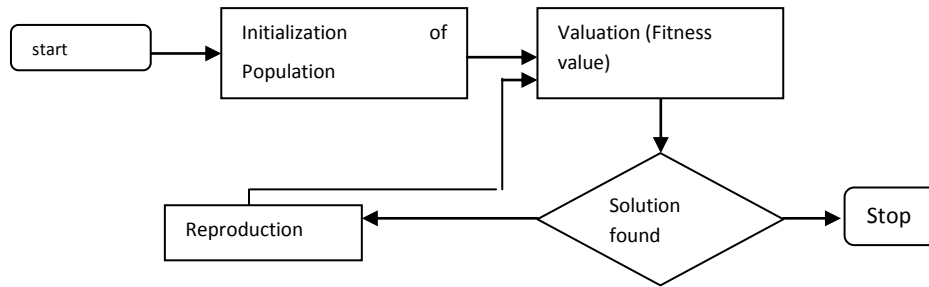 start
Initialization of
Population
Valuation (Fitness
value)
Reproduction
Solution
found
Stop